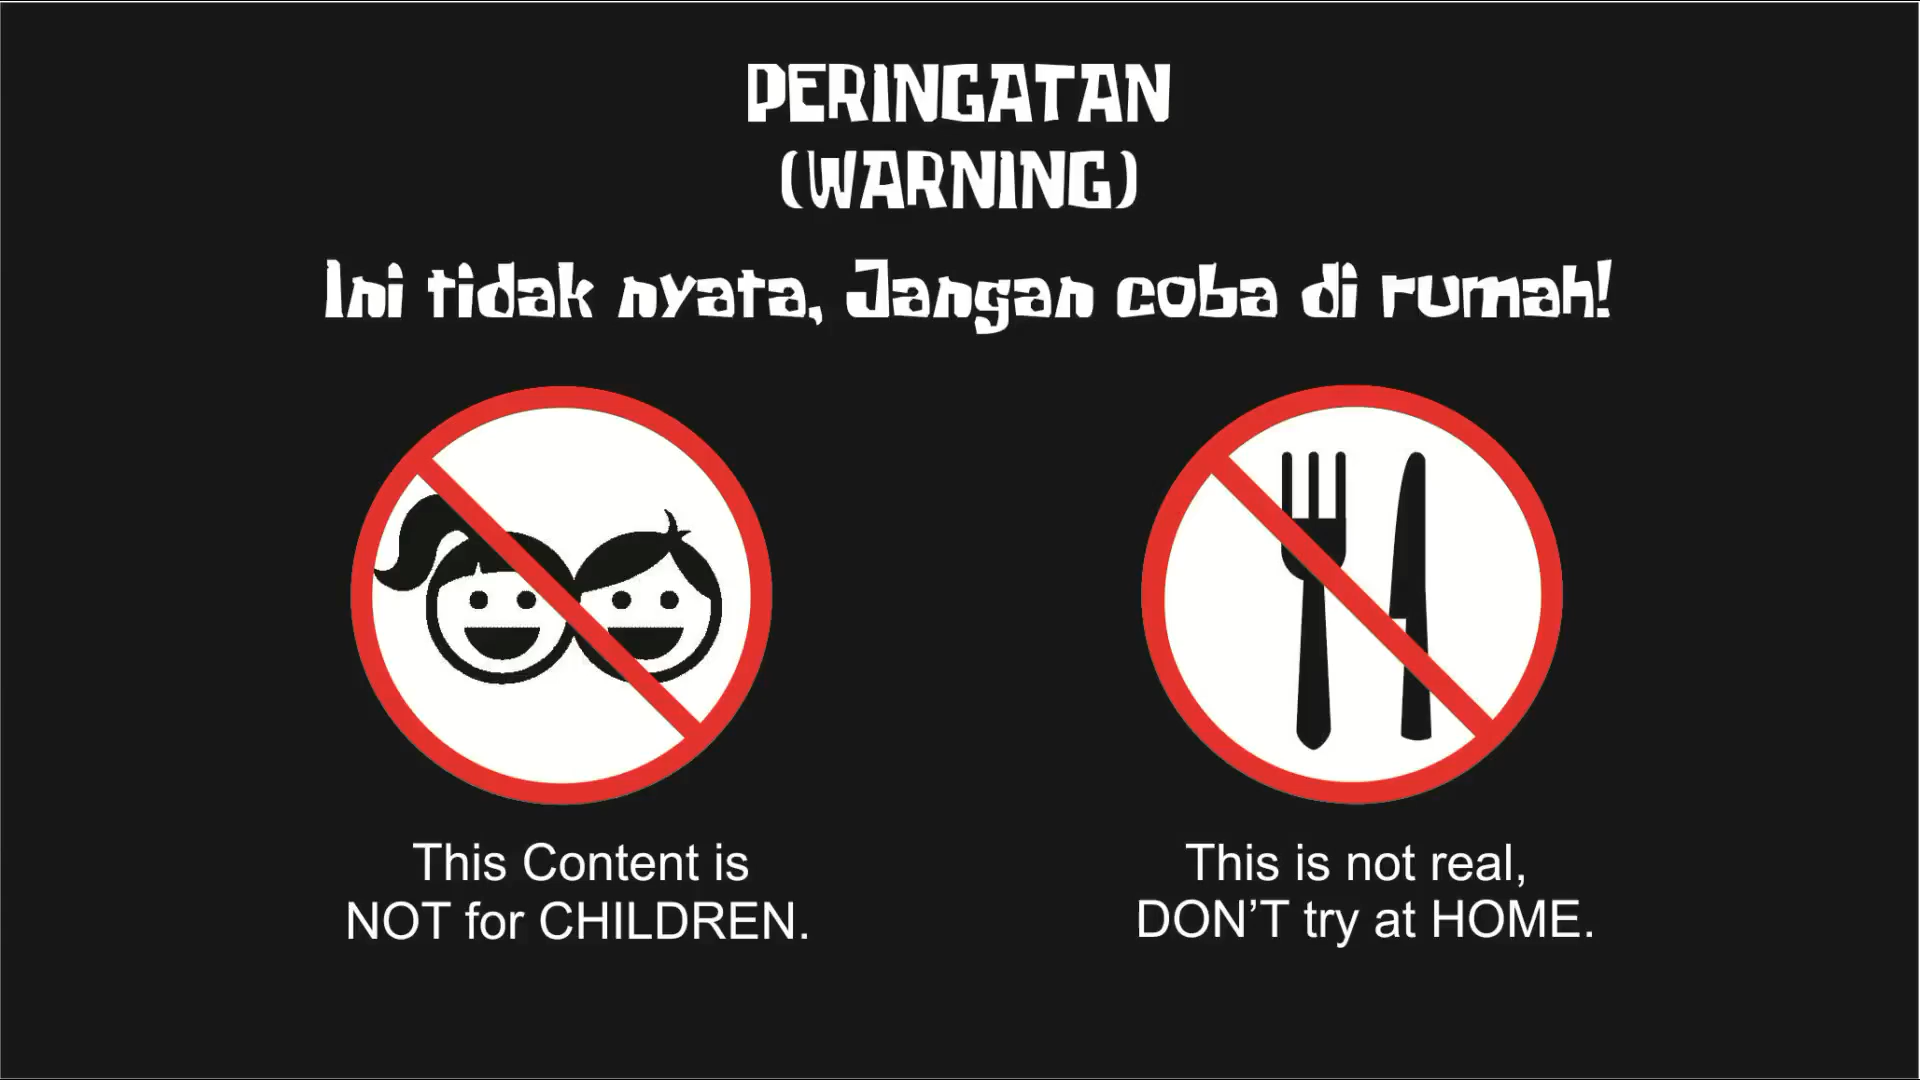 PERINGATAN
(WARNING)
Ini tidak nyata, Jangan coba di rumah!
This Content is
NOT for CHILDREN.
This is not real,
DON’T try at HOME.